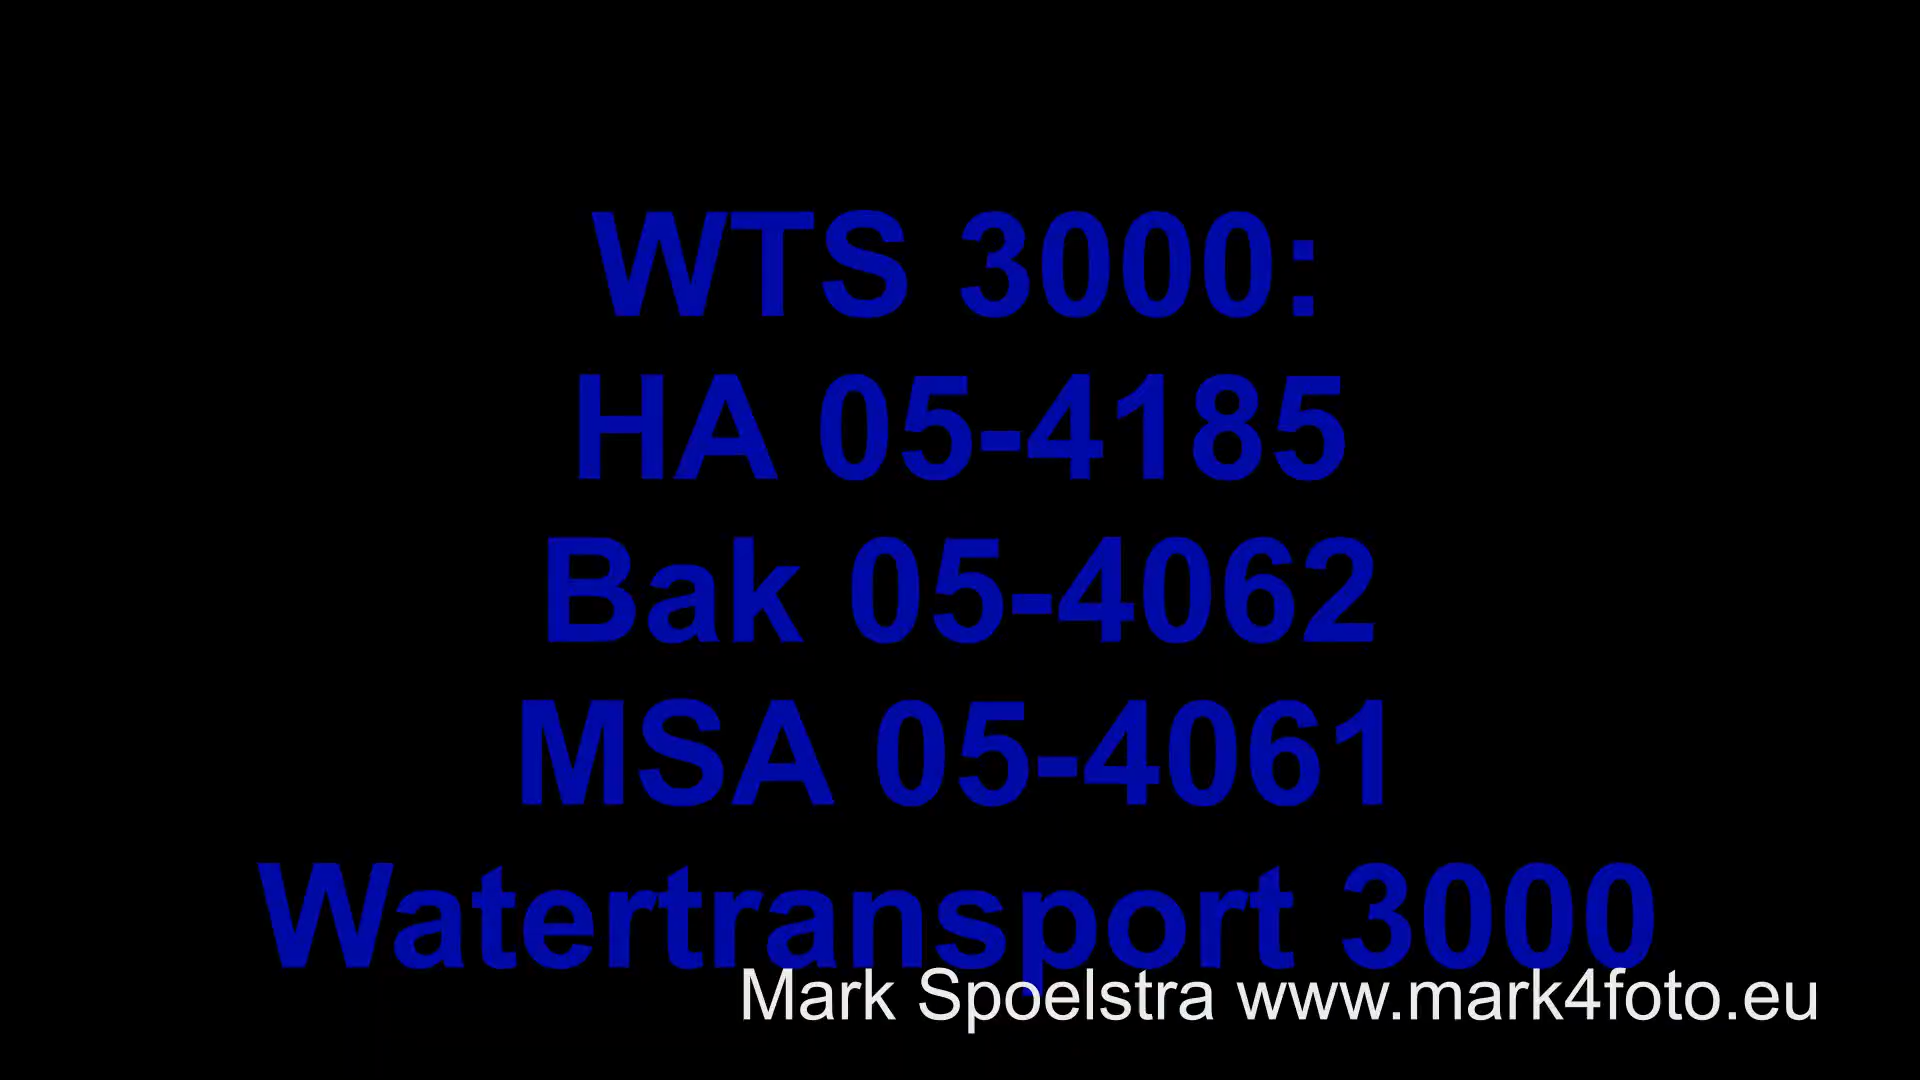 WTS 3000:
HA 05-4185
Bak 05-4062
MSA 05-4061
Watertransport 3000
Mark Spoelstra www.mark4foto.eu